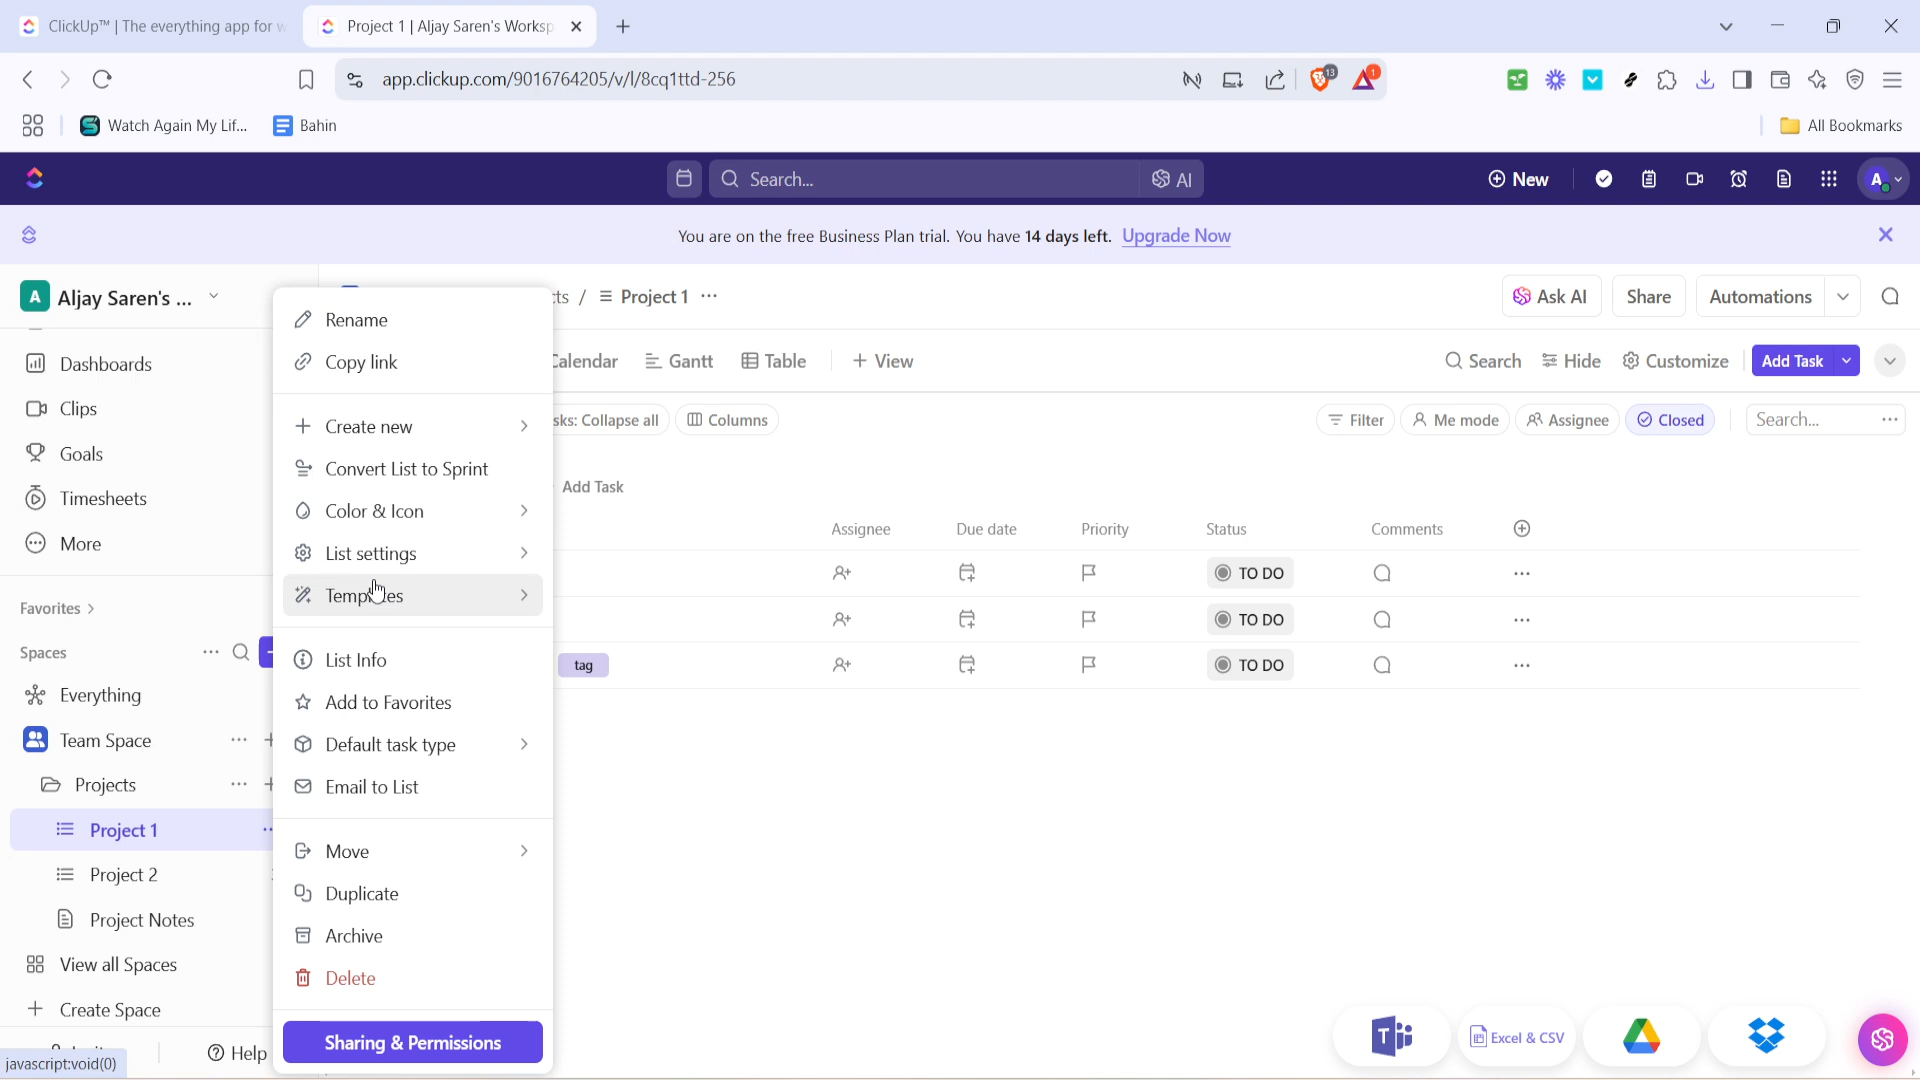 ClickUp™ | The everything app for w
Project 1 | Aljay Saren's Worksp
app.clickup.com/9016764205/v/l/8cq1ttd-256
13
1
Watch Again My Lif...
Bahin
All Bookmarks
Search...
AI
New
A
You are on the free Business Plan trial. You have 14 days left. Upgrade Now
A Aljay Saren's ...
cts / Project 1
Ask AI
Share
Automations
Dashboards
Clips
Goals
Timesheets
More
Favorites
Spaces
Everything
Team Space
Projects
Project 1
Project 2
Project Notes
View all Spaces
Create Space
Help
javascript:void(0)
Rename
Copy link
Create new
Convert List to Sprint
Color & Icon
List settings
Templates
List Info
Add to Favorites
Default task type
Email to List
Move
Duplicate
Archive
Delete
Sharing & Permissions
Calendar
Gantt
Table
View
Search
Hide
Customize
Add Task
sks: Collapse all
Columns
Filter
Me mode
Assignee
Closed
Search...
Add Task
Assignee
Due date
Priority
Status
Comments
TO DO
TO DO
tag
TO DO
Excel & CSV